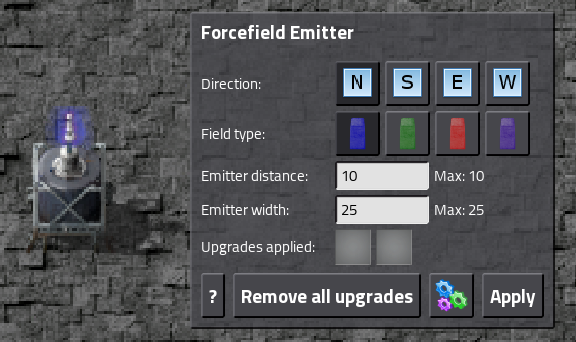 Forcefield Emitter
Direction: N S E W
Field type:
Emitter distance: 10 Max: 10
Emitter width: 25 Max: 25
Upgrades applied:
? Remove all upgrades Apply